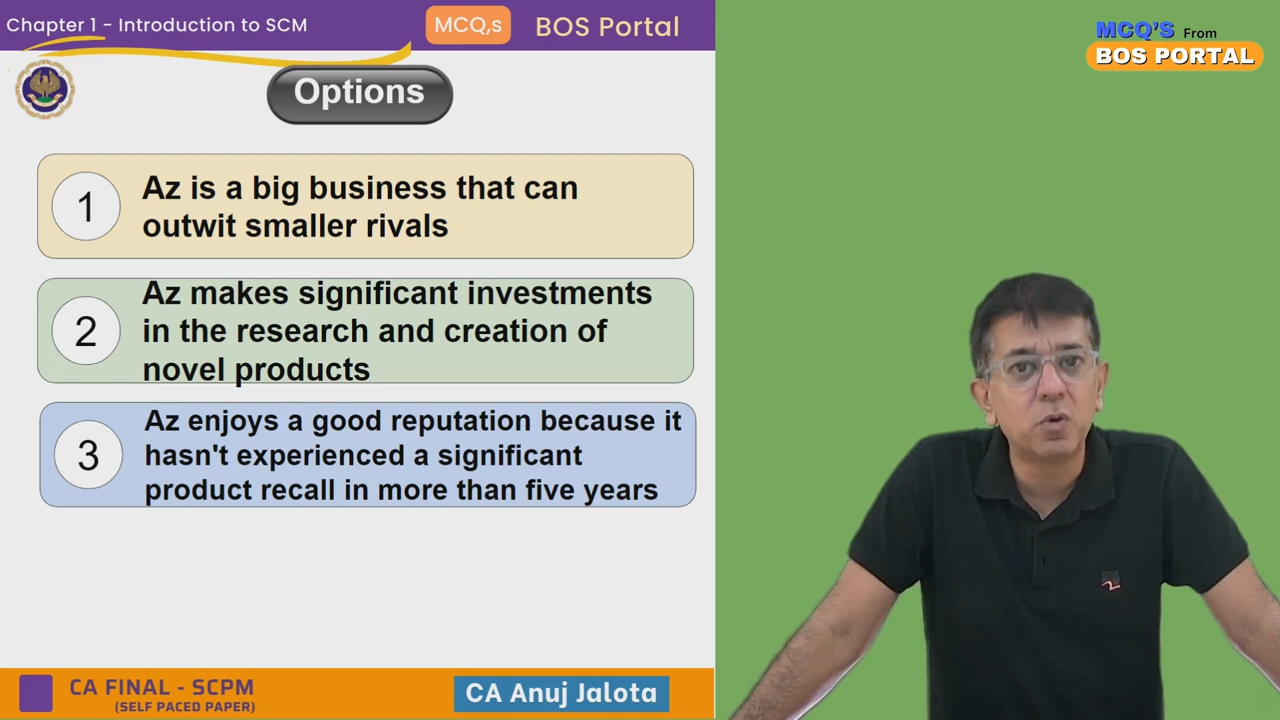 Chapter 1 - Introduction to SCM
MCQ,s
BOS Portal
MCQ'S From
BOS PORTAL
Options
1
Az is a big business that can
outwit smaller rivals
2
Az makes significant investments
in the research and creation of
novel products
3
Az enjoys a good reputation because it
hasn't experienced a significant
product recall in more than five years
CA FINAL - SCPM
(SELF PACED PAPER)
CA Anuj Jalota